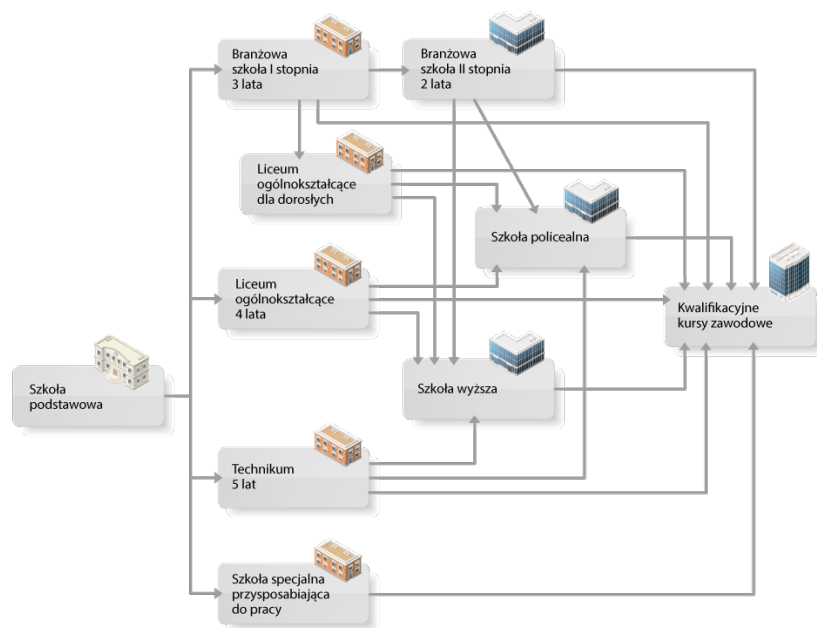 Branżowa
szkoła I stopnia
3 lata
Branżowa
szkoła II stopnia
2 lata
Liceum
ogólnokształcące
dla dorosłych
Szkoła policealna
Liceum
ogólnokształcące
4 lata
Kwalifikacyjne
kursy zawodowe
Szkoła
podstawowa
Szkoła wyższa
Technikum
5 lat
Szkoła specjalna
przysposabiająca
do pracy